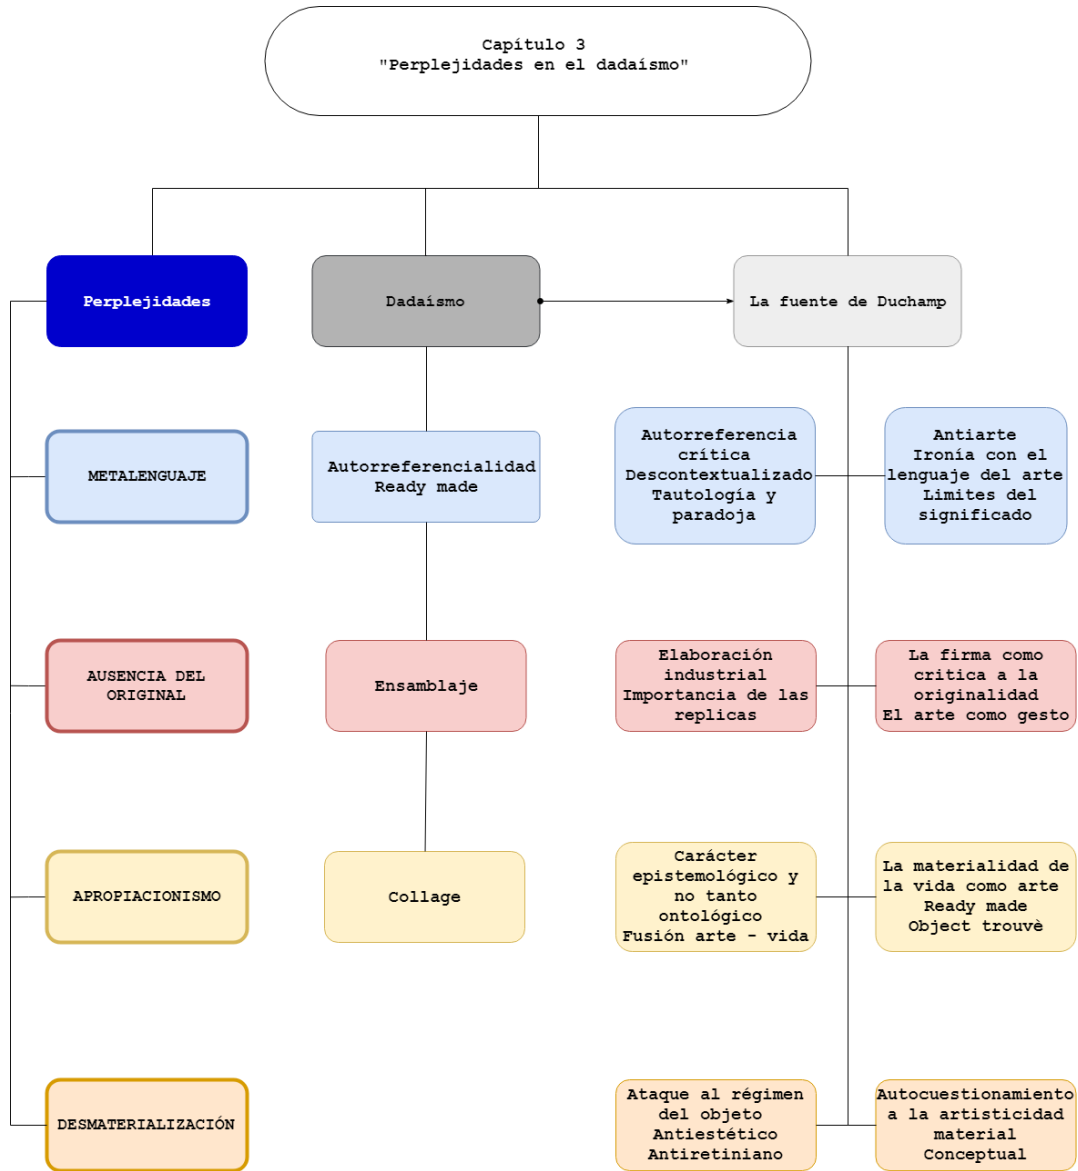 Capítulo 3
"Perplejidades en el dadaísmo"
Perplejidades
Dadaísmo
La fuente de Duchamp
METALENGUAJE
Autorreferencialidad
Ready made
Autorreferencia
crítica
Descontextualizado
Tautología y
paradoja
Antiarte
Ironía con el
lenguaje del arte
Limites del
significado
AUSENCIA DEL
ORIGINAL
Ensamblaje
Elaboración
industrial
Importancia de las
replicas
La firma como
critica a la
originalidad
El arte como gesto
APROPIACIONISMO
Collage
Carácter
epistemológico y
no tanto
ontológico
Fusión arte - vida
La materialidad de
la vida como arte
Ready made
Object trouvè
DESMATERIALIZACIÓN
Ataque al régimen
del objeto
Antiestético
Antiretiniano
Autocuestionamiento
a la artisticidad
material
Conceptual